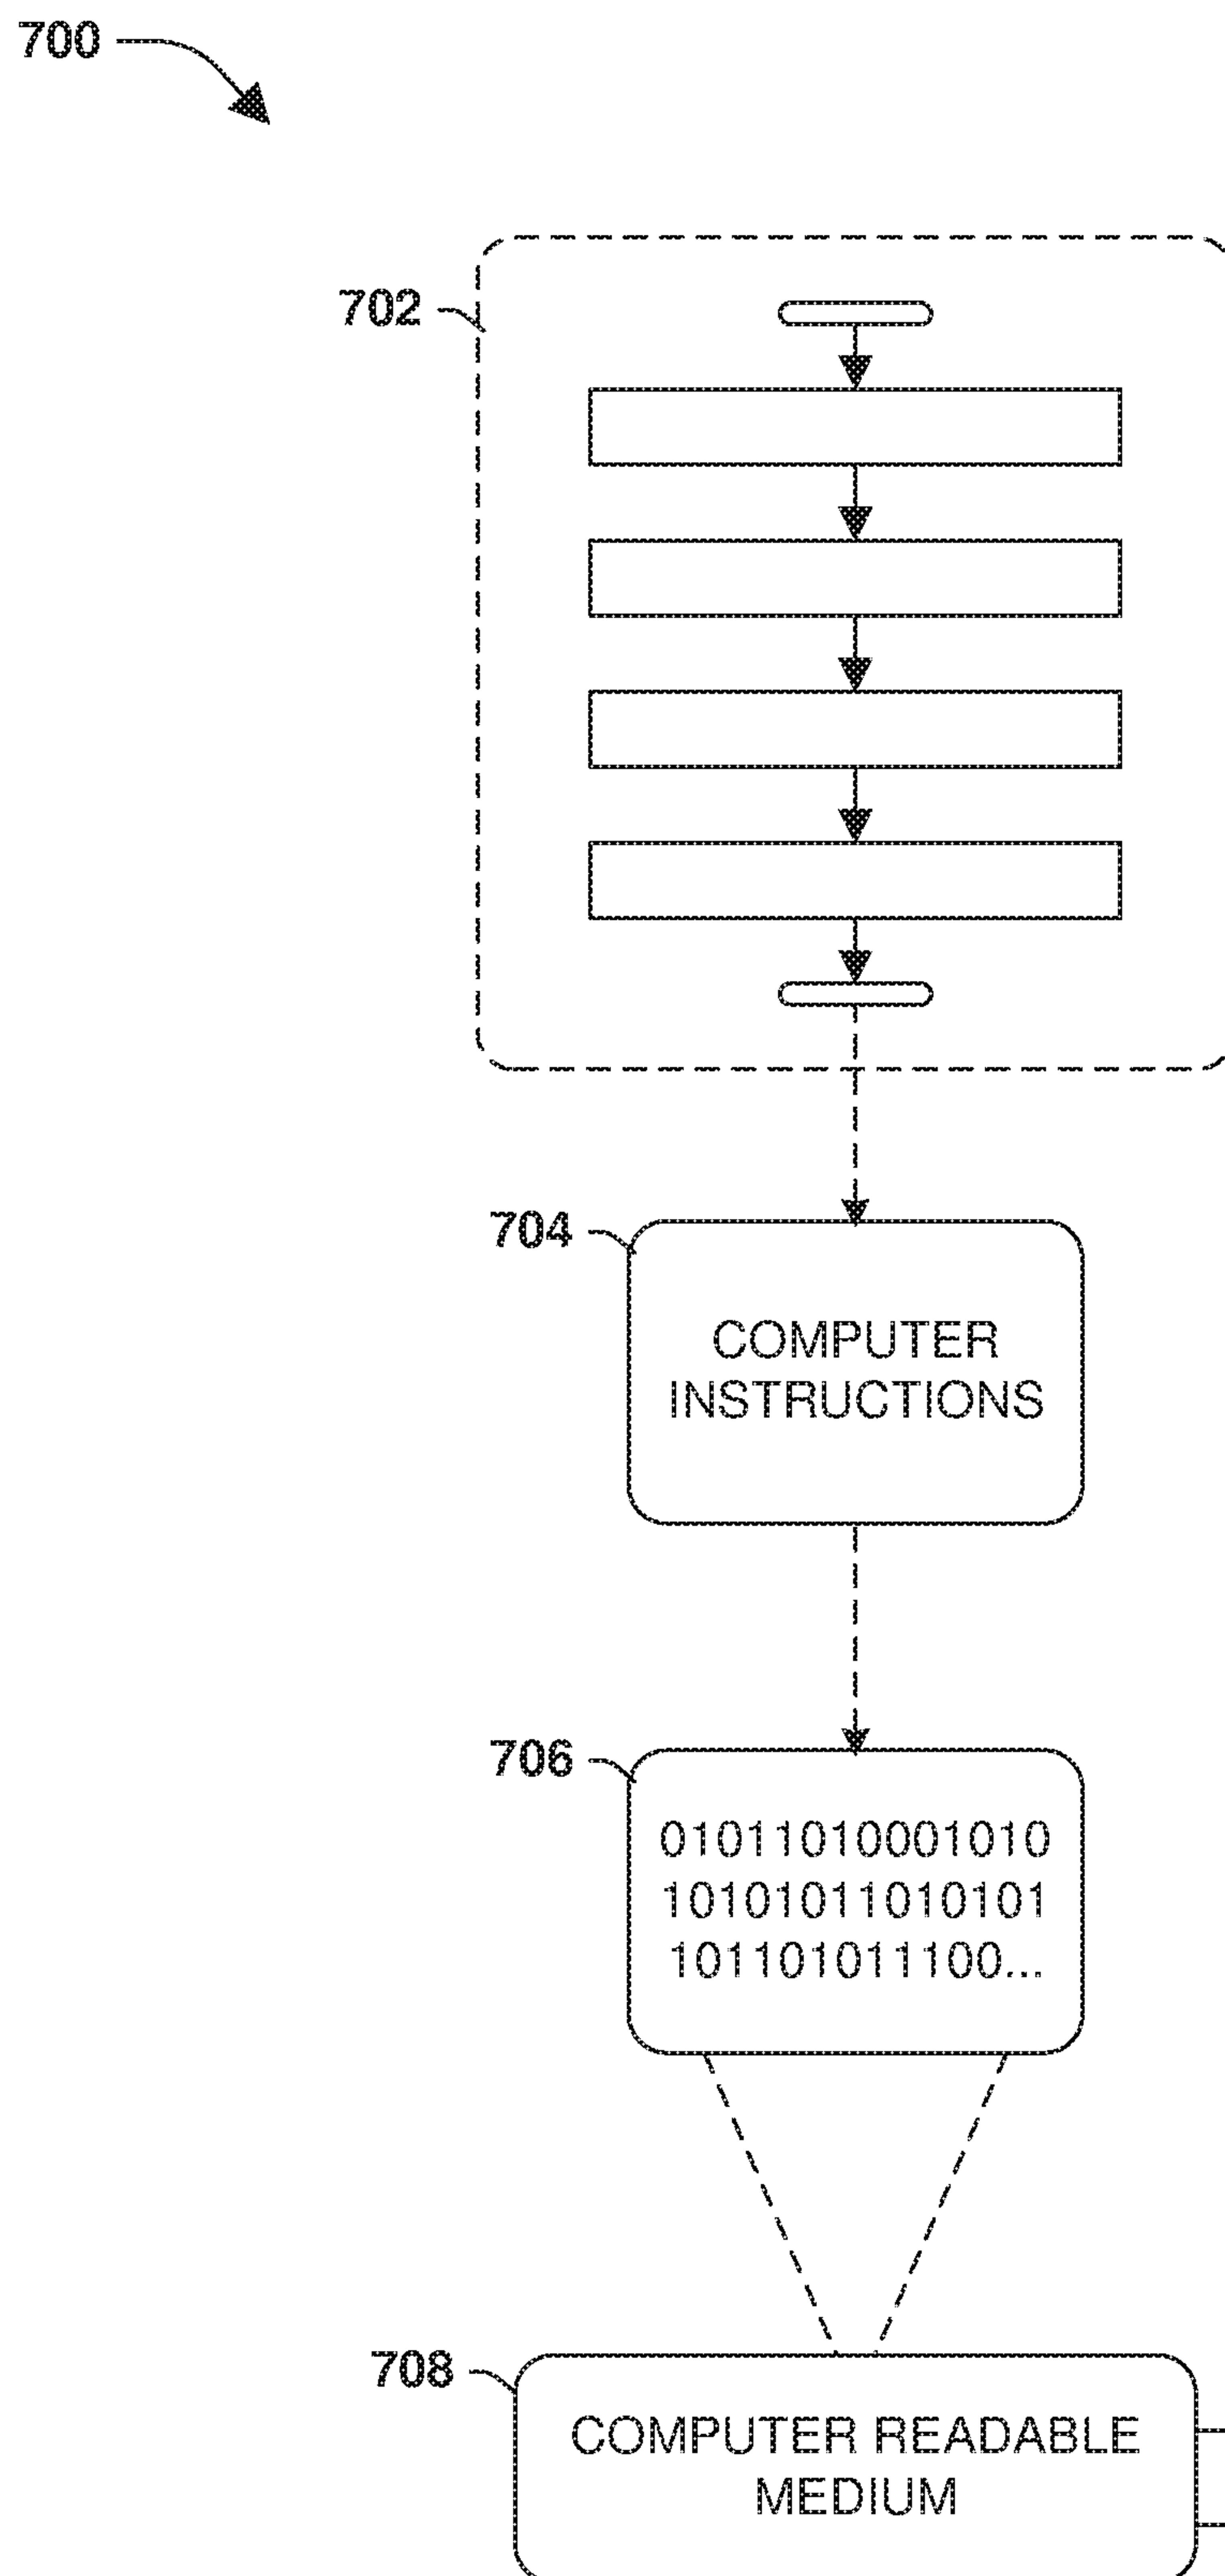 700
702
704
COMPUTER
INSTRUCTIONS
706
01011010001010
10101011010101
101101011100...
708
COMPUTER READABLE
MEDIUM